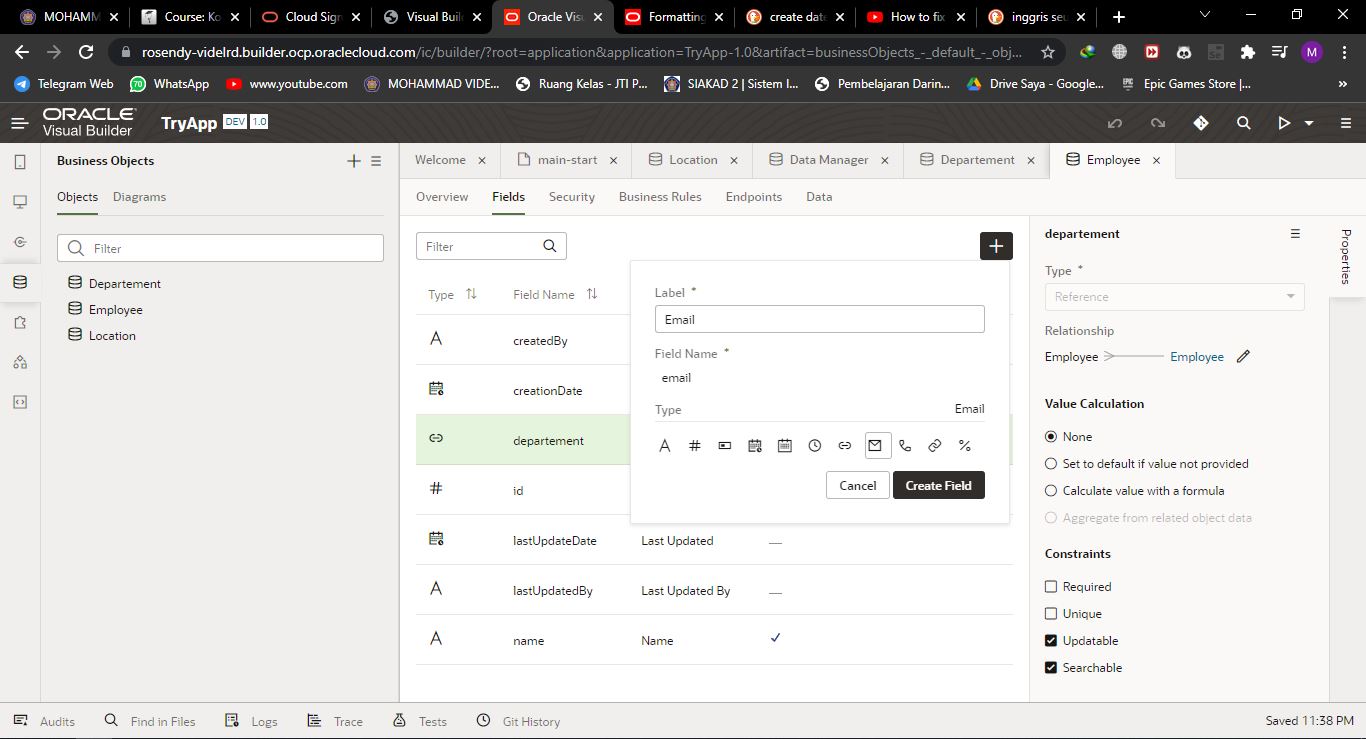 MOHAMM
Course: Ko
Cloud Sign
Visual Buil
Oracle Vis
Formatting
create date
How to fix
inggris seu
rosendy-videlrd.builder.ocp.oraclecloud.com/ic/builder/?root=application&application=TryApp-1.0&artifact=businessObjects_-_default_-_obj...
M
Telegram Web
WhatsApp
www.youtube.com
MOHAMMAD VIDE...
Ruang Kelas - JTI P...
SIAKAD 2 | Sistem I...
Pembelajaran Darin...
Drive Saya - Google...
Epic Games Store |...
ORACLE
Visual Builder
TryApp DEV 1.0
Business Objects
Objects Diagrams
Filter
Departement
Employee
Location
Welcome
main-start
Location
Data Manager
Departement
Employee
Overview Fields Security Business Rules Endpoints Data
Filter
Type Field Name
A createdBy
creationDate
departement
# id
lastUpdateDate Last Updated
A lastUpdatedBy Last Updated By
A name Name
Label *
Email
Field Name *
email
Type Email
A # %
Cancel Create Field
departement
Type *
Reference
Relationship
Employee Employee
Value Calculation
None
Set to default if value not provided
Calculate value with a formula
Aggregate from related object data
Constraints
Required
Unique
Updatable
Searchable
Properties
Audits Find in Files Logs Trace Tests Git History
Saved 11:38 PM